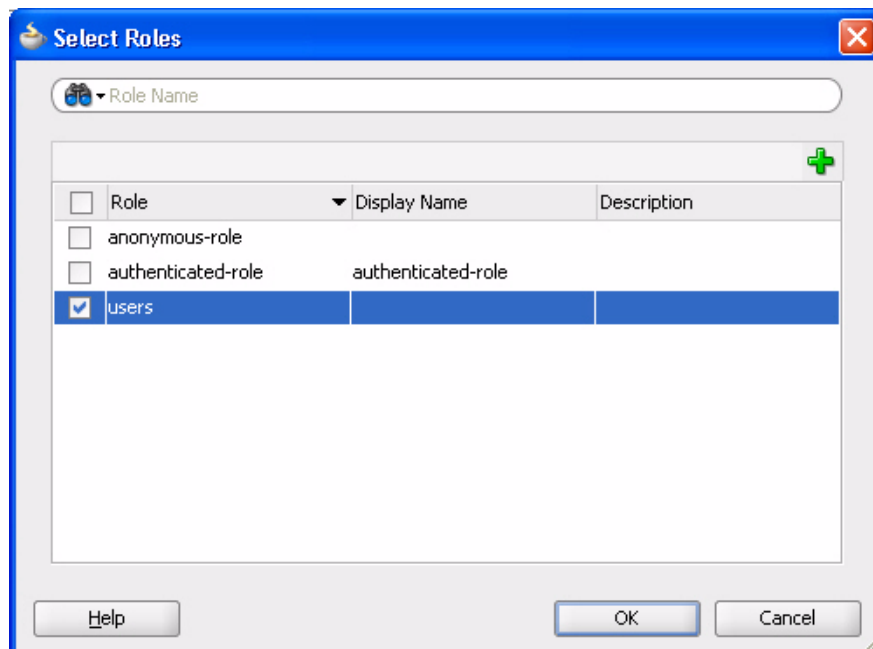 Select Roles
Role Name
Role Display Name Description
anonymous-role
authenticated-role authenticated-role
users
Help OK Cancel